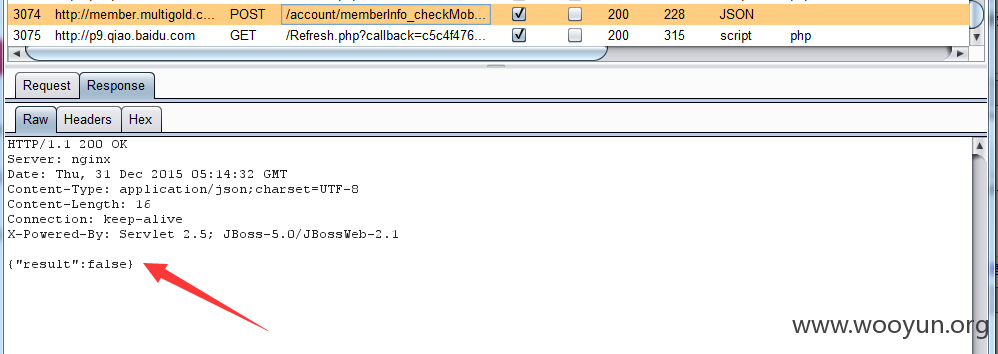 3074 http://member.multigold.c... POST /account/memberInfo_checkMob... 200 228 JSON
3075 http://p9.qiao.baidu.com GET /Refresh.php?callback=c5c4f476... 200 315 script php
Request Response
Raw Headers Hex
HTTP/1.1 200 OK
Server: nginx
Date: Thu, 31 Dec 2015 05:14:32 GMT
Content-Type: application/json;charset=UTF-8
Content-Length: 16
Connection: keep-alive
X-Powered-By: Servlet 2.5; JBoss-5.0/JBossWeb-2.1
{"result":false}
www.wooyun.org